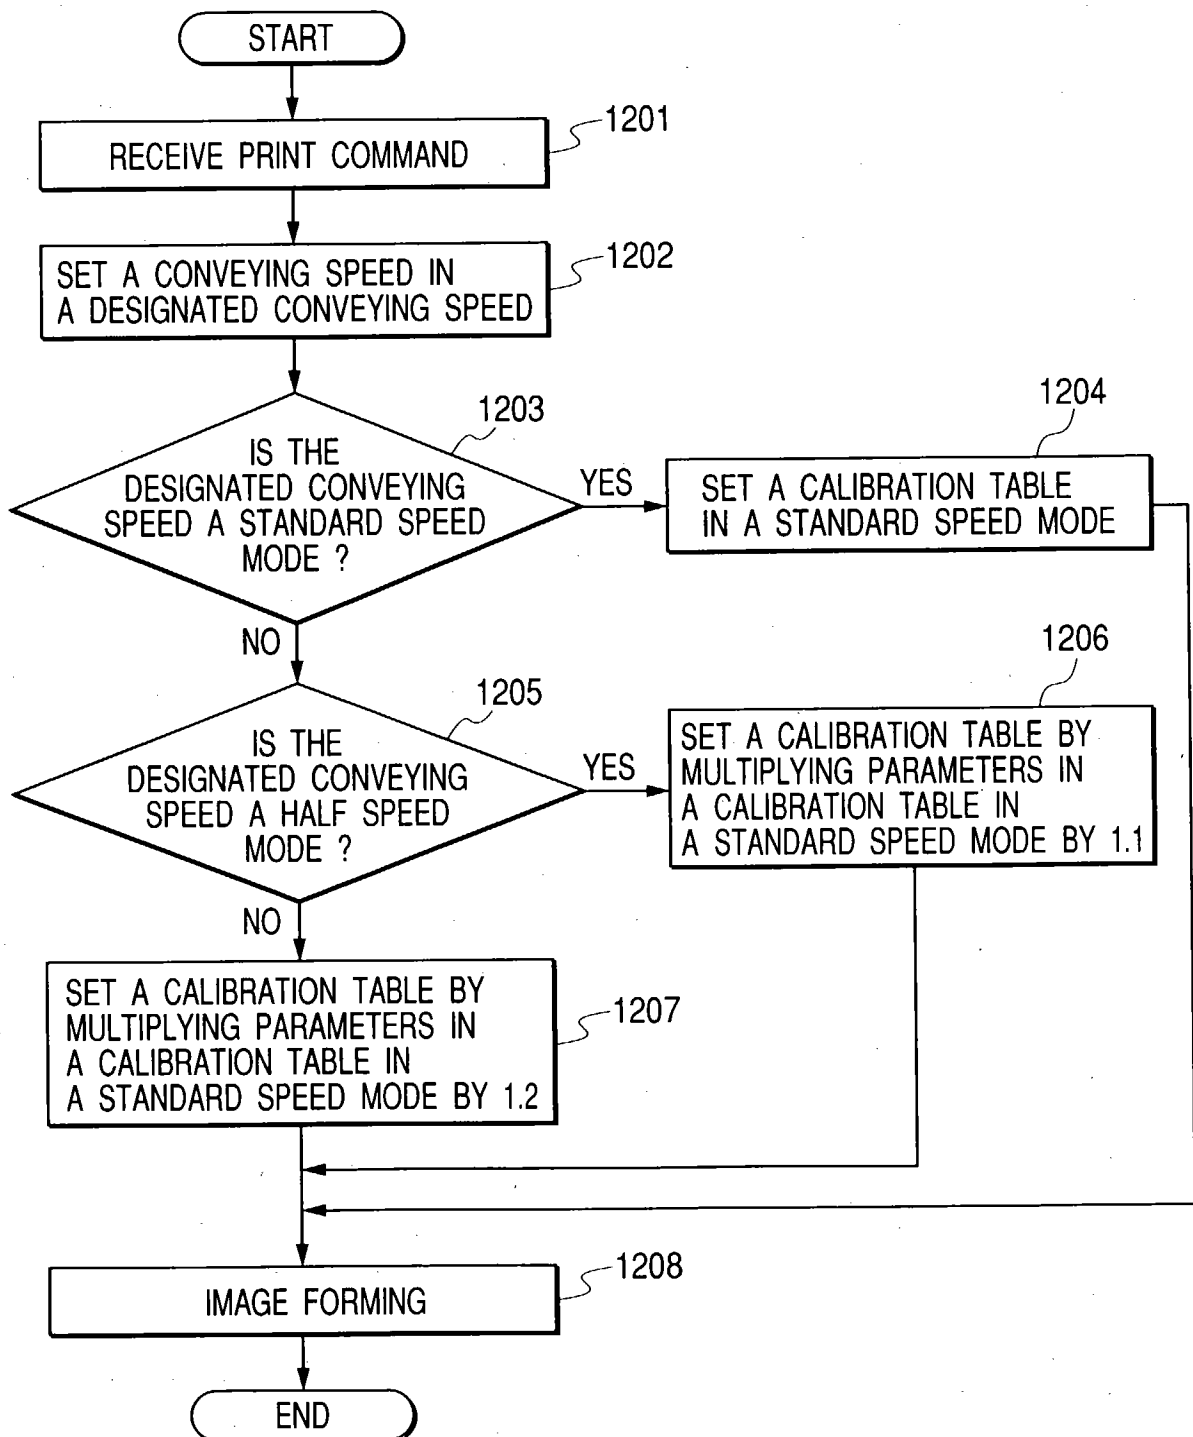 START
1201
RECEIVE PRINT COMMAND
1202
SET A CONVEYING SPEED IN
A DESIGNATED CONVEYING SPEED
1203
IS THE
DESIGNATED CONVEYING
SPEED A STANDARD SPEED
MODE ?
YES
1204
SET A CALIBRATION TABLE
IN A STANDARD SPEED MODE
NO
1205
IS THE
DESIGNATED CONVEYING
SPEED A HALF SPEED
MODE ?
YES
1206
SET A CALIBRATION TABLE BY
MULTIPLYING PARAMETERS IN
A CALIBRATION TABLE IN
A STANDARD SPEED MODE BY 1.1
NO
1207
SET A CALIBRATION TABLE BY
MULTIPLYING PARAMETERS IN
A CALIBRATION TABLE IN
A STANDARD SPEED MODE BY 1.2
1208
IMAGE FORMING
END